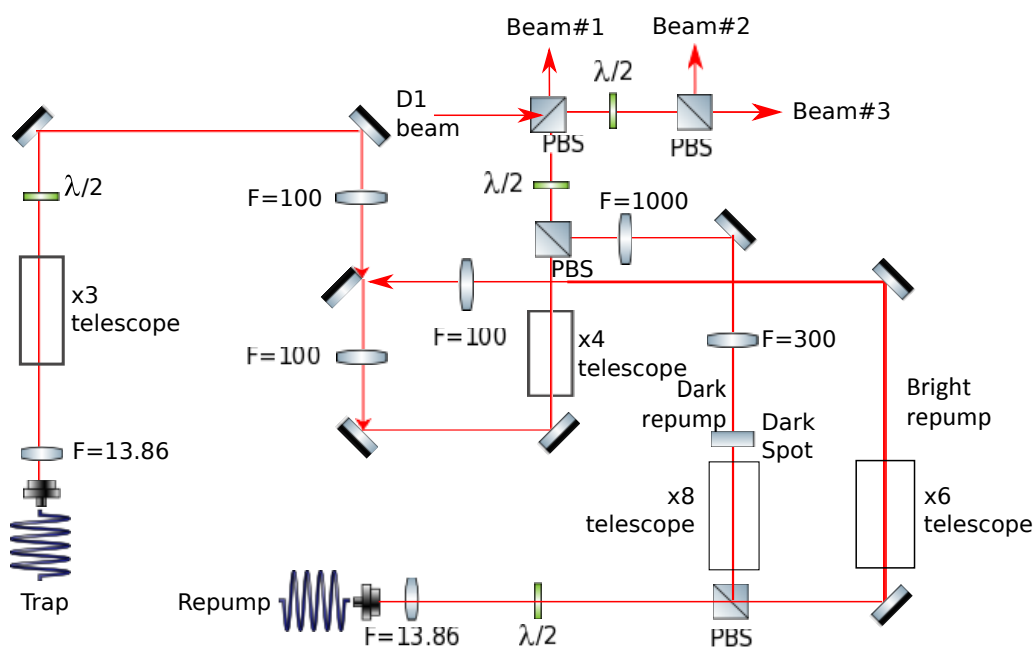 Beam#1
Beam#2
λ/2
D1
beam
Beam#3
PBS
PBS
λ/2
λ/2
F=100
F=1000
PBS
x3
telescope
F=100
F=100
x4
telescope
F=300
Dark
repump
Bright
repump
Dark
Spot
F=13.86
x8
telescope
x6
telescope
Trap
Repump
F=13.86
λ/2
PBS